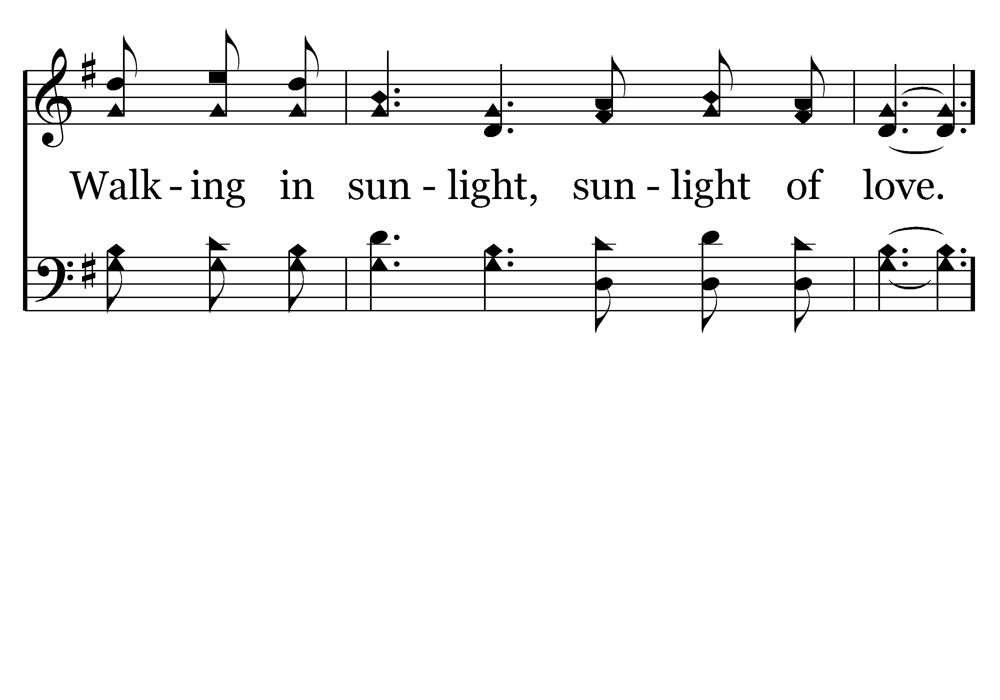 Walk - ing in sun - light, sun - light of love.